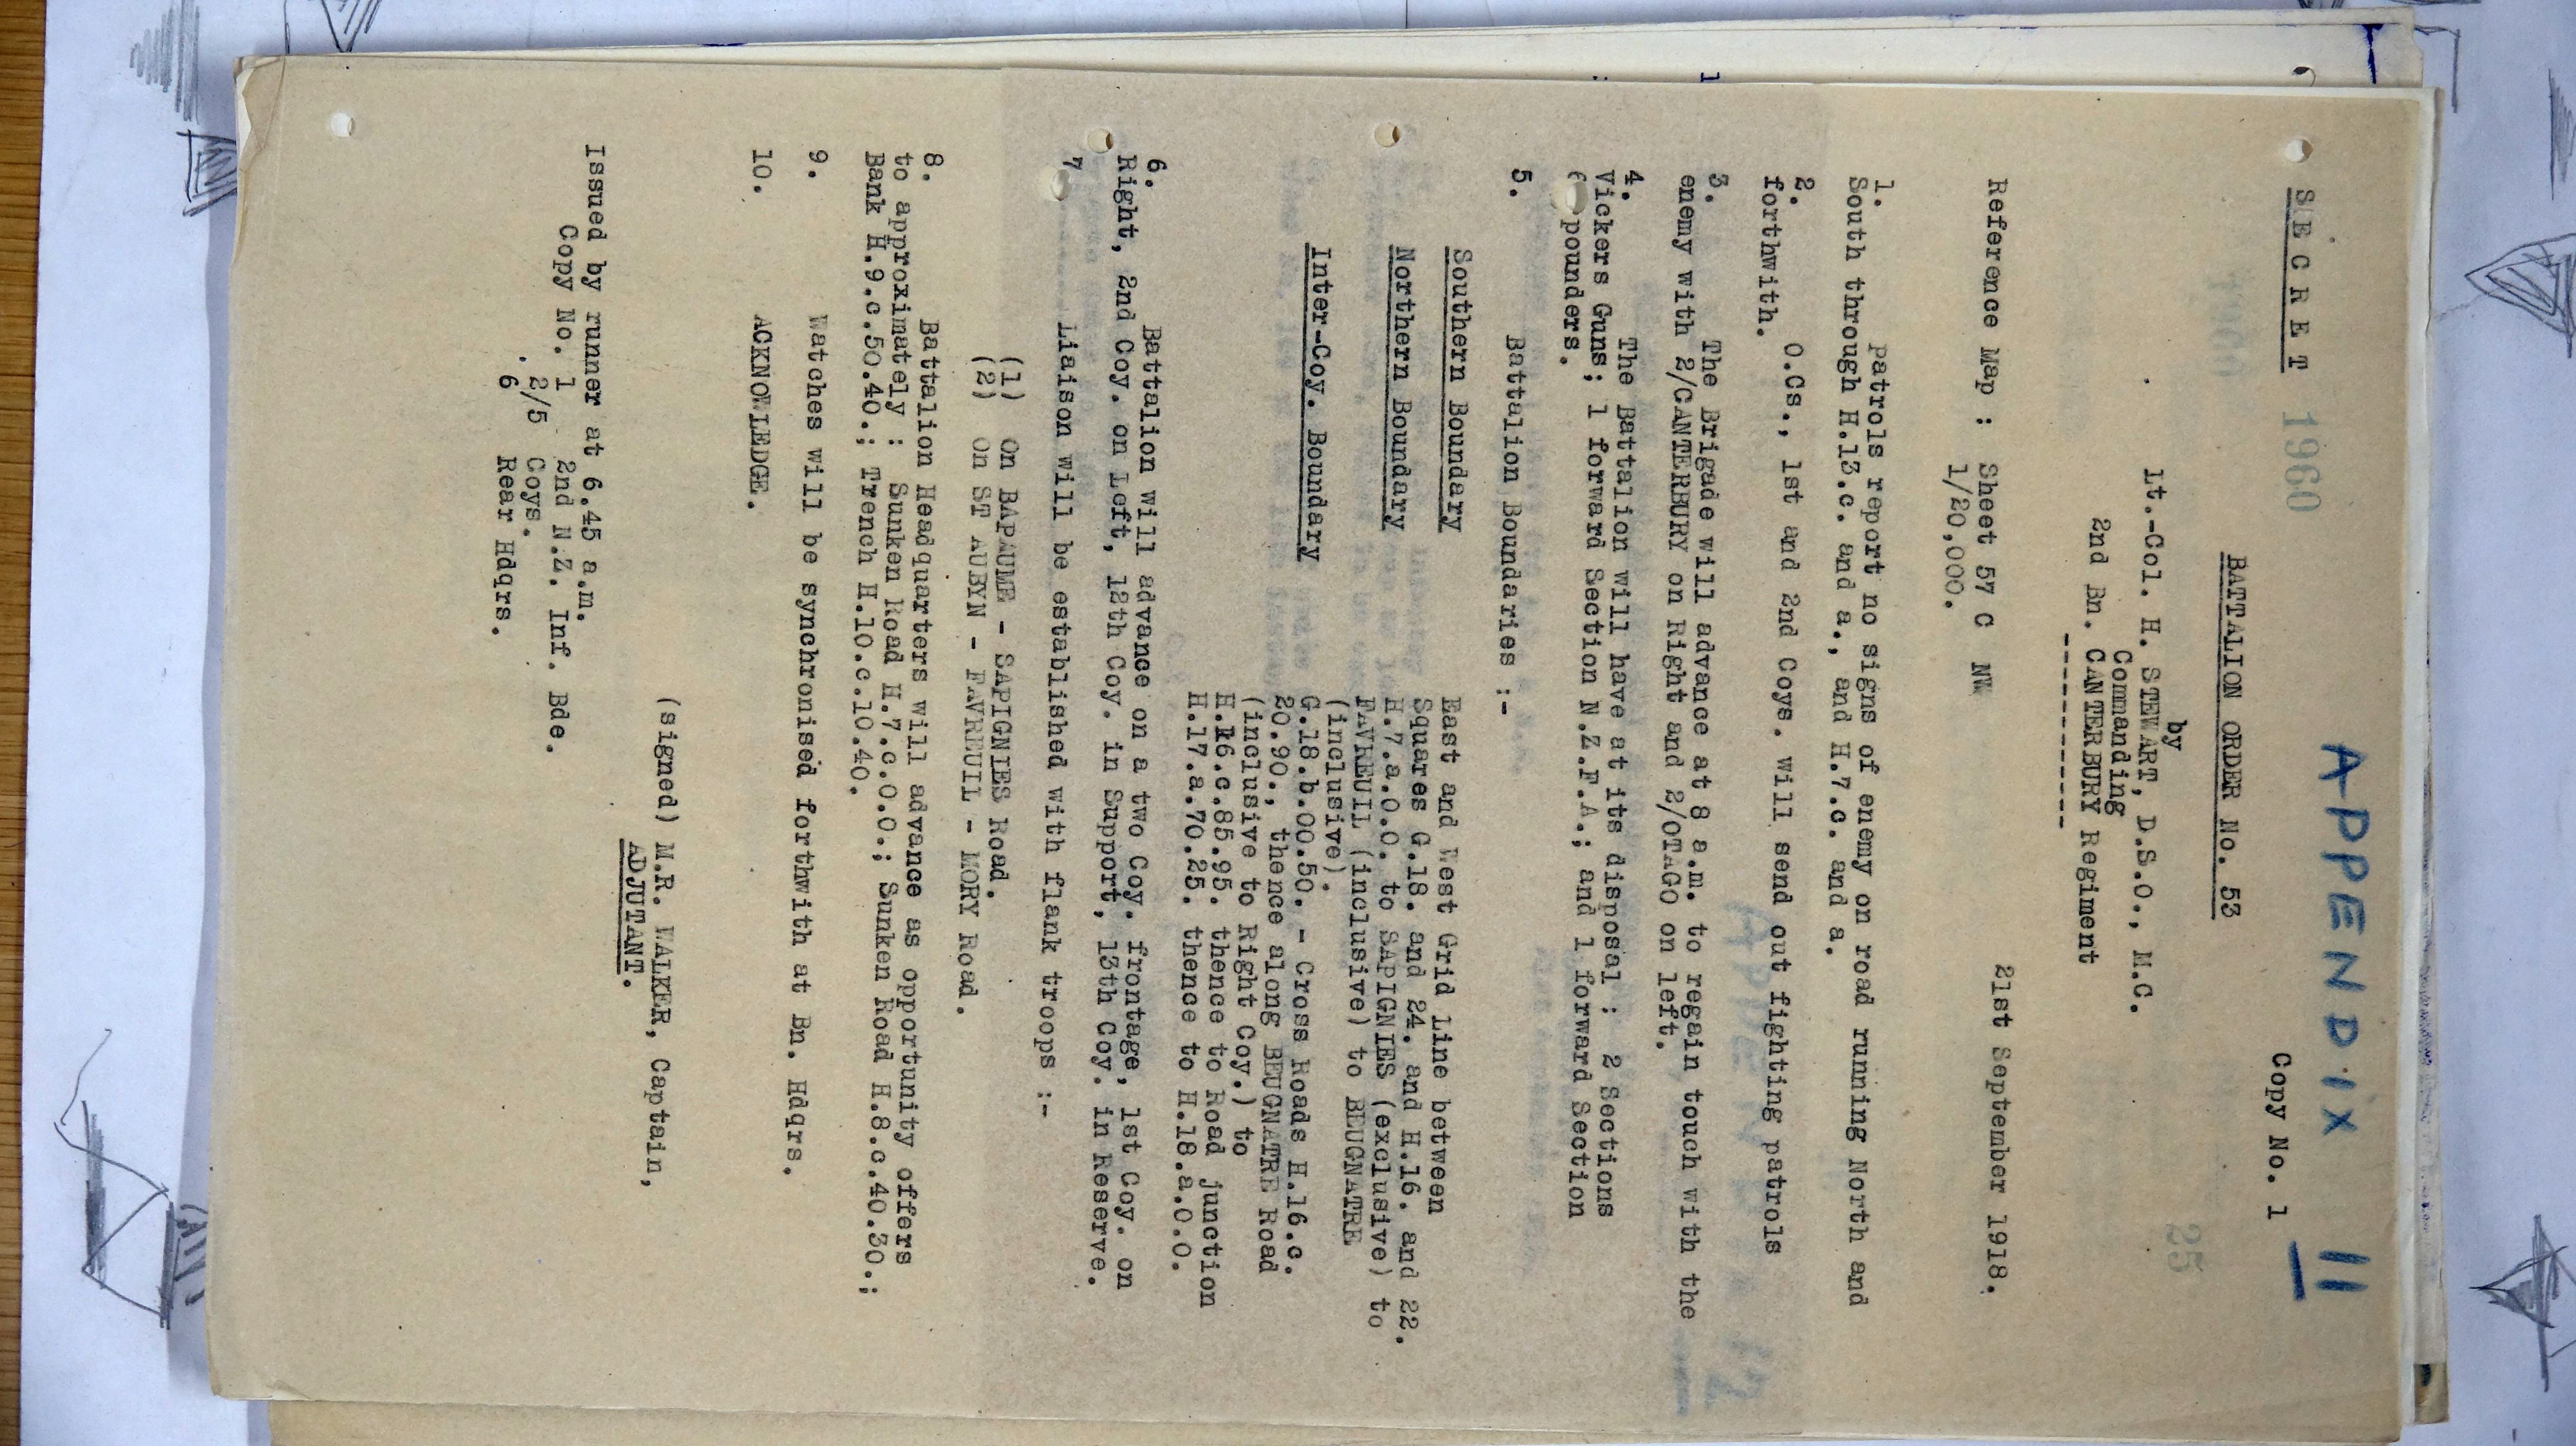 APPENDIX 11
SECRET 1960
Copy No. 1
BATTALION ORDER No. 53
by
Lt.-Col. H. STEWART, D.S.O., M.C.
Commanding
2nd Bn. CANTERBURY Regiment
------------
25
21st September 1918.
Reference Map : Sheet 57 C NW
1/20,000.
1. Patrols report no signs of enemy on road running North and
South through H.13.c. and a., and H.7.c. and a.
2. O.Cs., 1st and 2nd Coys. will send out fighting patrols
forthwith.
3. The Brigade will advance at 8 a.m. to regain touch with the
enemy with 2/CANTERBURY on Right and 2/OTAGO on left.
4. The Battalion will have at its disposal : 2 Sections
Vickers Guns; 1 forward Section N.Z.F.A.; and 1 forward Section
6 pounders.
5. Battalion Boundaries :-
Southern Boundary East and West Grid Line between
Squares G.18. and 24. and H.16. and 22.
Northern Boundary H.7.a.0.0. to SAPIGNIES (exclusive) to
FAVREUIL (inclusive) to BEUGNATRE
(inclusive).
Inter-Coy. Boundary G.18.b.00.50. - Cross Roads H.16.c.
20.90., thence along BEUGNATRE Road
(inclusive to Right Coy.) to
H.16.c.85.95. thence to Road junction
H.17.a.70.25. thence to H.18.a.0.0.
6. Battalion will advance on a two Coy. frontage, 1st Coy. on
Right, 2nd Coy. on Left, 12th Coy. in Support, 13th Coy. in Reserve.
7 Liaison will be established with flank troops :-
(1) On BAPAUME - SAPIGNIES Road.
(2) On ST AUBYN - FAVREUIL - MORY Road.
8. Battalion Headquarters will advance as opportunity offers
to approximately : Sunken Road H.7.c.0.0.; Sunken Road H.8.c.40.30.;
Bank H.9.c.50.40.; Trench H.10.c.10.40.
9. Watches will be synchronised forthwith at Bn. Hdqrs.
10. ACKNOWLEDGE.
(signed) M.R. WALKER, Captain,
ADJUTANT.
Issued by runner at 6.45 a.m.
Copy No. 1 2nd N.Z. Inf. Bde.
2/5 Coys.
6 Rear Hdqrs.